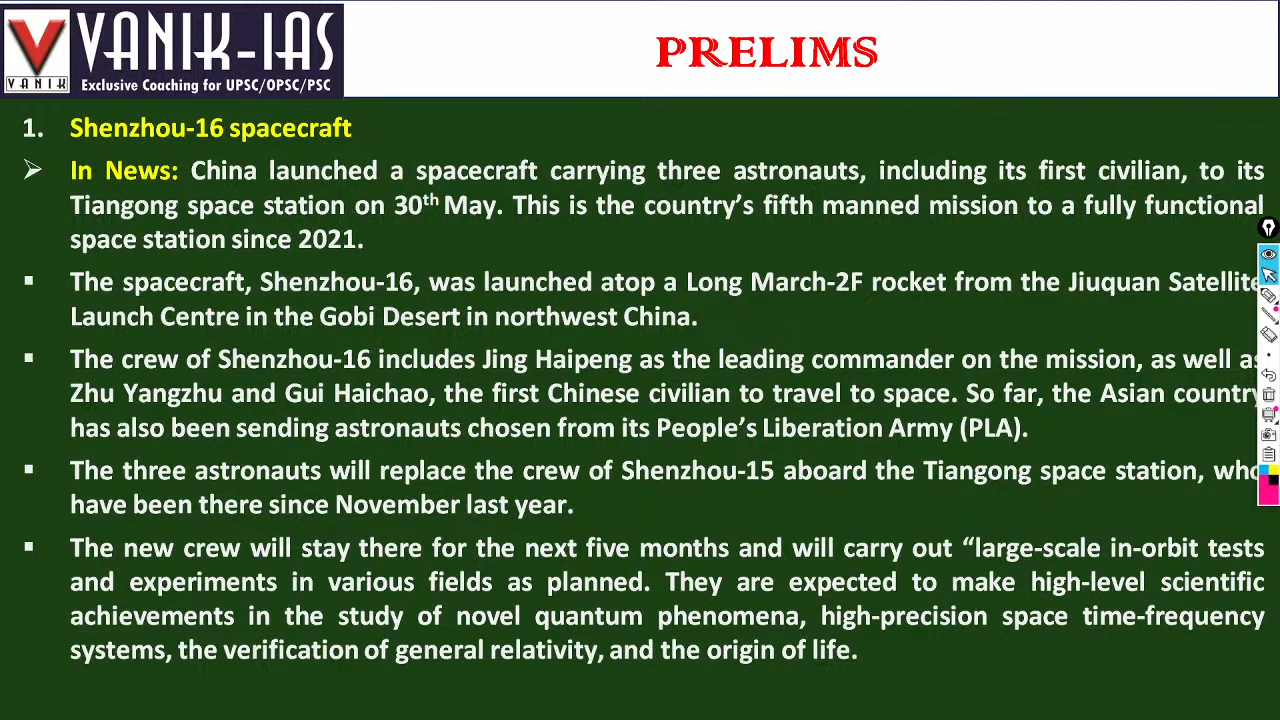 VANIK-IAS
VANIK
Exclusive Coaching for UPSC/OPSC/PSC
PRELIMS
1. Shenzhou-16 spacecraft
In News: China launched a spacecraft carrying three astronauts, including its first civilian, to its
Tiangong space station on 30th May. This is the country's fifth manned mission to a fully functional
space station since 2021.
The spacecraft, Shenzhou-16, was launched atop a Long March-2F rocket from the Jiuquan Satellite
Launch Centre in the Gobi Desert in northwest China.
The crew of Shenzhou-16 includes Jing Haipeng as the leading commander on the mission, as well as
Zhu Yangzhu and Gui Haichao, the first Chinese civilian to travel to space. So far, the Asian country
has also been sending astronauts chosen from its People's Liberation Army (PLA).
The three astronauts will replace the crew of Shenzhou-15 aboard the Tiangong space station, who
have been there since November last year.
The new crew will stay there for the next five months and will carry out “large-scale in-orbit tests
and experiments in various fields as planned. They are expected to make high-level scientific
achievements in the study of novel quantum phenomena, high-precision space time-frequency
systems, the verification of general relativity, and the origin of life.